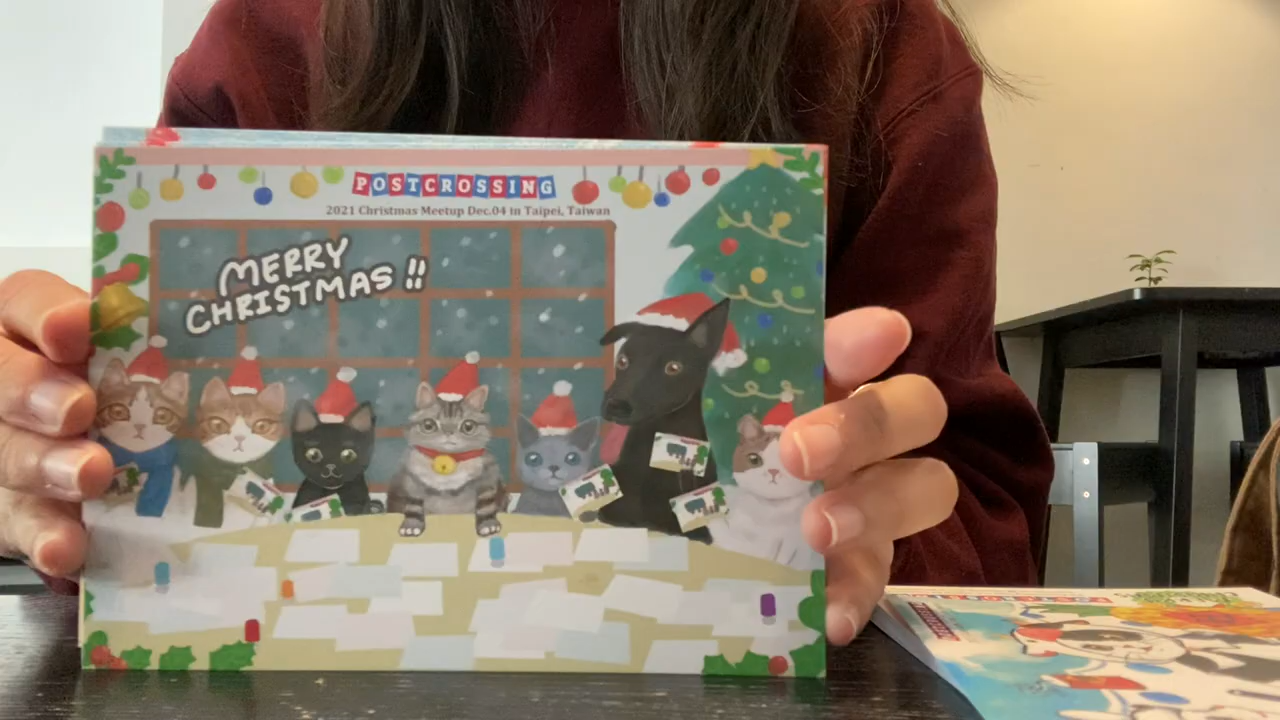 POSTCROSSING
2021 Christmas Meetup Dec.04 in Taipei, Taiwan
MERRY
CHRISTMAS !!